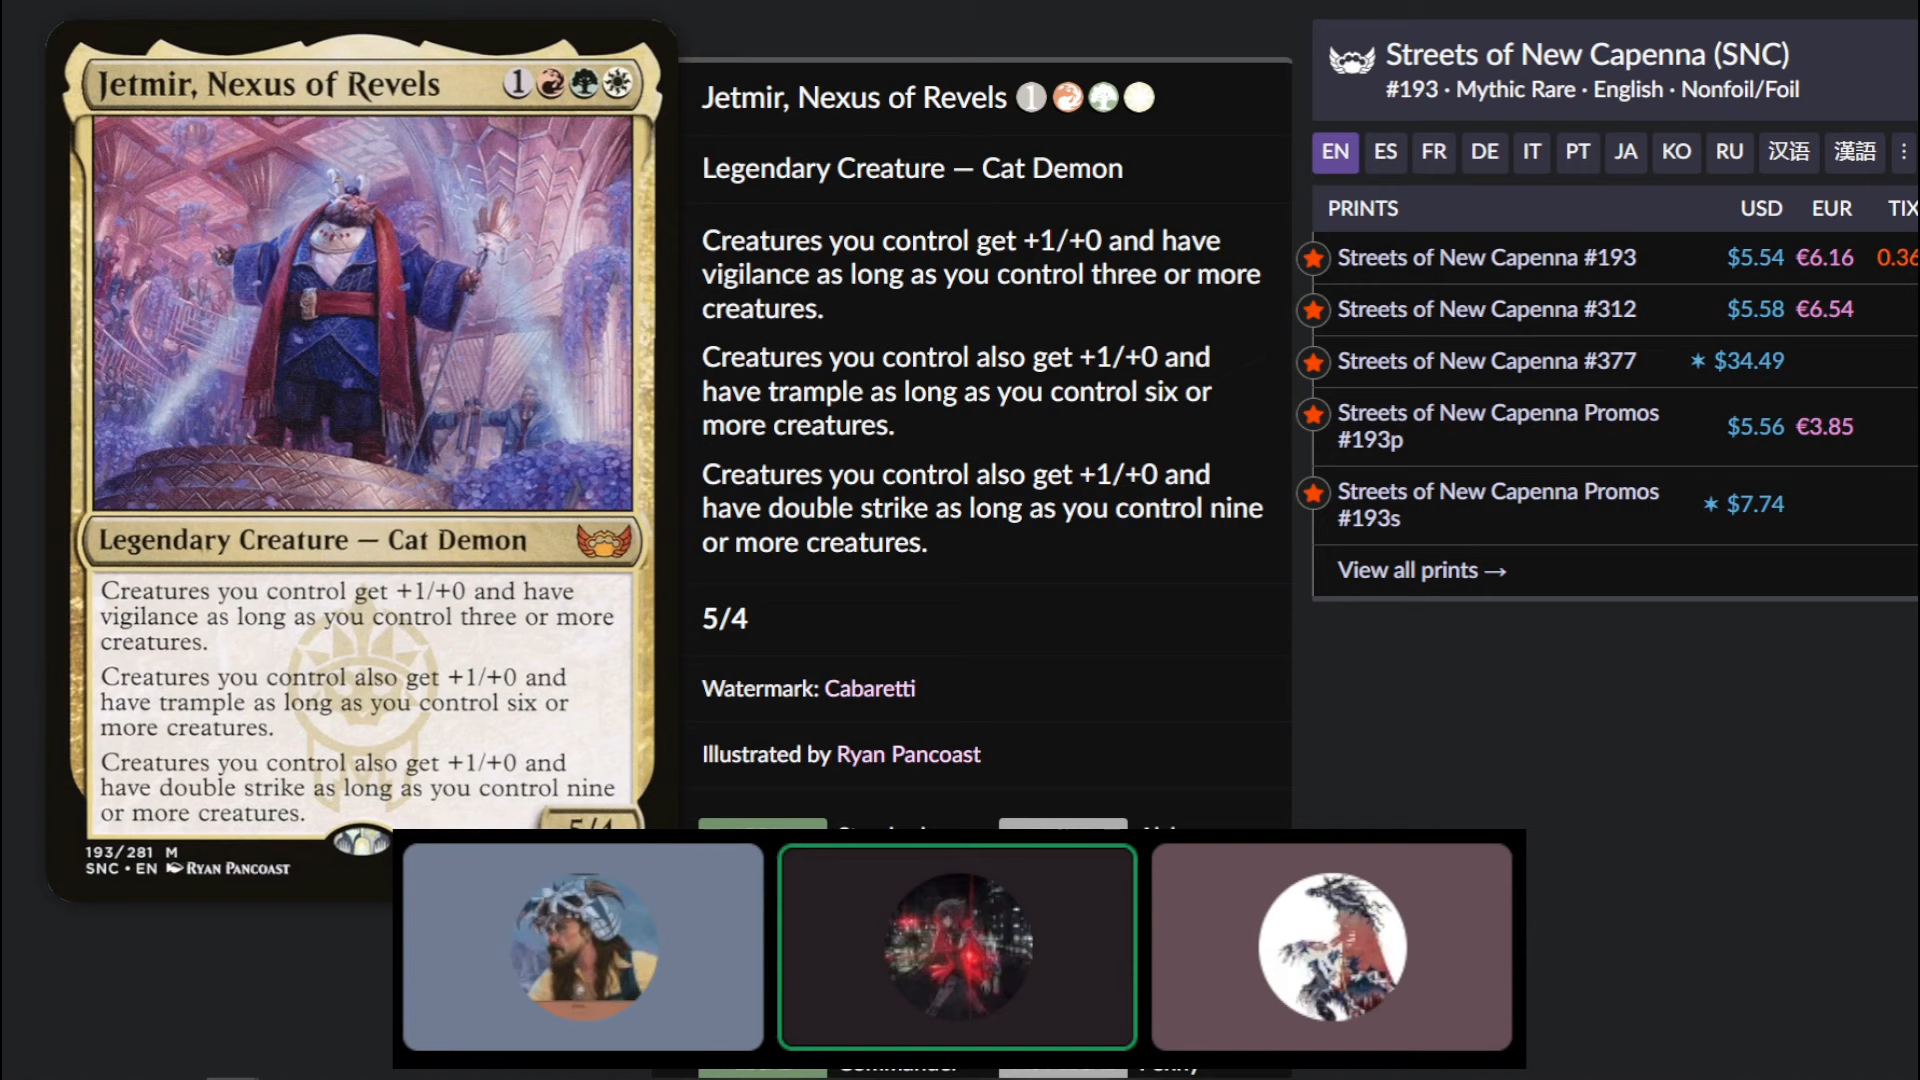 Jetmir, Nexus of Revels 1
Legendary Creature — Cat Demon
Creatures you control get +1/+0 and have
vigilance as long as you control three or more
creatures.
Creatures you control also get +1/+0 and
have trample as long as you control six or
more creatures.
Creatures you control also get +1/+0 and
have double strike as long as you control nine
or more creatures.
5/4
193/281 M
SNC • EN RYAN PANCOAST
Jetmir, Nexus of Revels 1
Legendary Creature — Cat Demon
Creatures you control get +1/+0 and have
vigilance as long as you control three or more
creatures.
Creatures you control also get +1/+0 and
have trample as long as you control six or
more creatures.
Creatures you control also get +1/+0 and
have double strike as long as you control nine
or more creatures.
5/4
Watermark: Cabaretti
Illustrated by Ryan Pancoast
Streets of New Capenna (SNC)
#193 · Mythic Rare · English · Nonfoil/Foil
EN ES FR DE IT PT JA KO RU 汉语 漢語
PRINTS USD EUR TIX
Streets of New Capenna #193 $5.54 €6.16 0.36
Streets of New Capenna #312 $5.58 €6.54
Streets of New Capenna #377 ✶ $34.49
Streets of New Capenna Promos
#193p $5.56 €3.85
Streets of New Capenna Promos
#193s ✶ $7.74
View all prints →